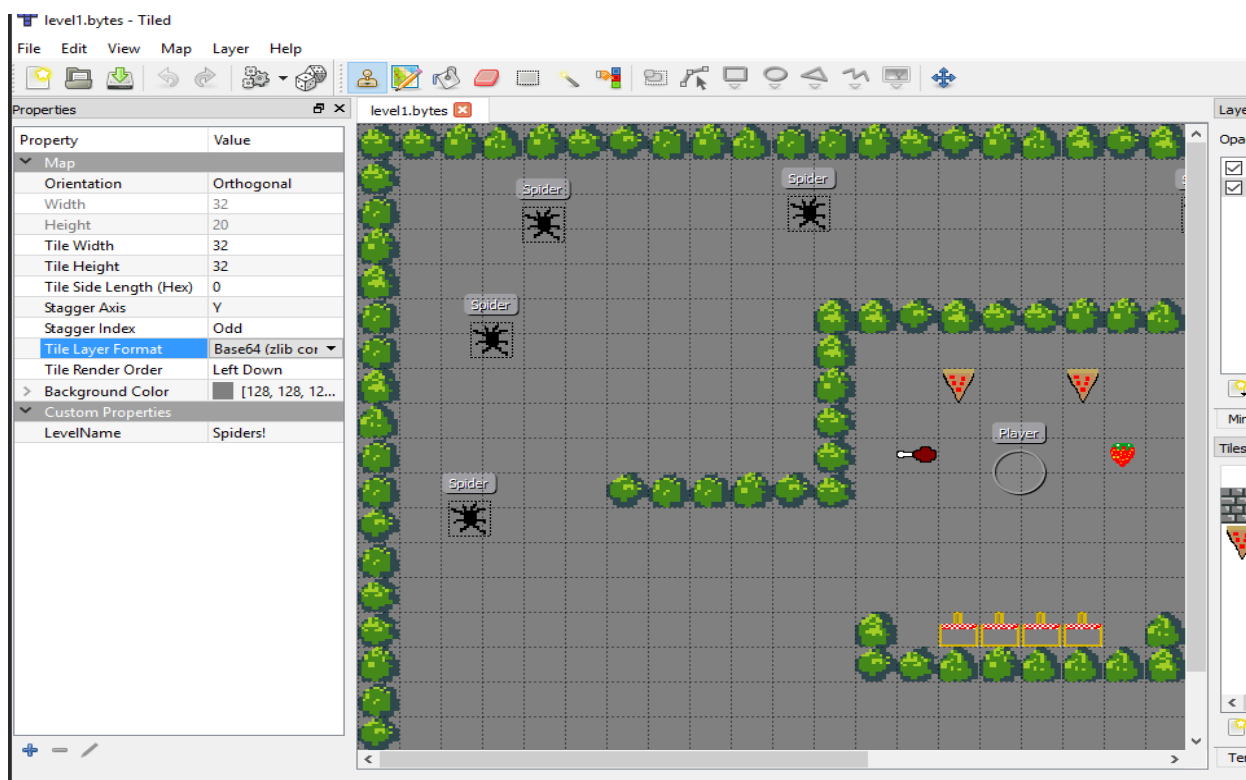 level1.bytes - Tiled
File Edit View Map Layer Help
Properties
level1.bytes
Property Value
Map
Orientation Orthogonal
Width 32
Height 20
Tile Width 32
Tile Height 32
Tile Side Length (Hex) 0
Stagger Axis Y
Stagger Index Odd
Tile Layer Format Base64 (zlib cor
Tile Render Order Left Down
Background Color [128, 128, 12...
Custom Properties
LevelName Spiders!
Spider
Spider
Spider
Player
Spider
Laye
Opa
Mir
Tiles
Ter